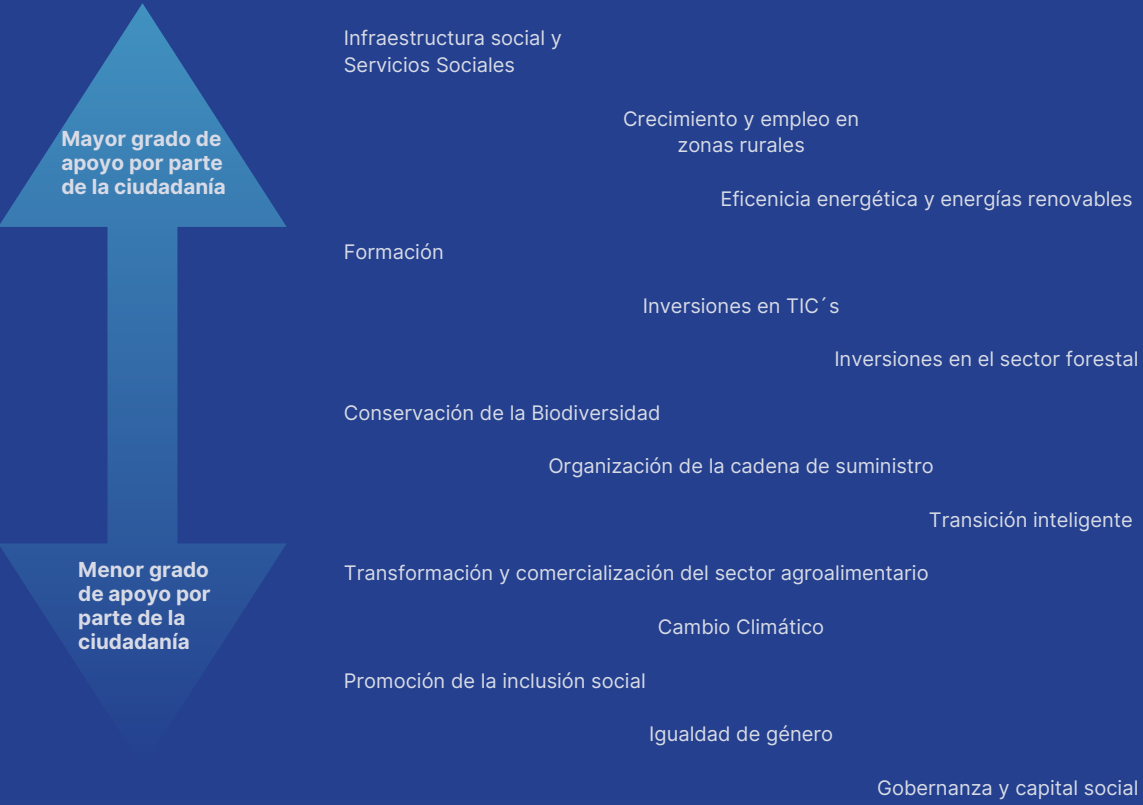 Infraestructura social y
Servicios Sociales
Crecimiento y empleo en
zonas rurales
Mayor grado de
apoyo por parte
de la ciudadanía
Eficenicia energética y energías renovables
Formación
Inversiones en TIC´s
Inversiones en el sector forestal
Conservación de la Biodiversidad
Organización de la cadena de suministro
Transición inteligente
Menor grado
de apoyo por
parte de la
ciudadanía
Transformación y comercialización del sector agroalimentario
Cambio Climático
Promoción de la inclusión social
Igualdad de género
Gobernanza y capital social